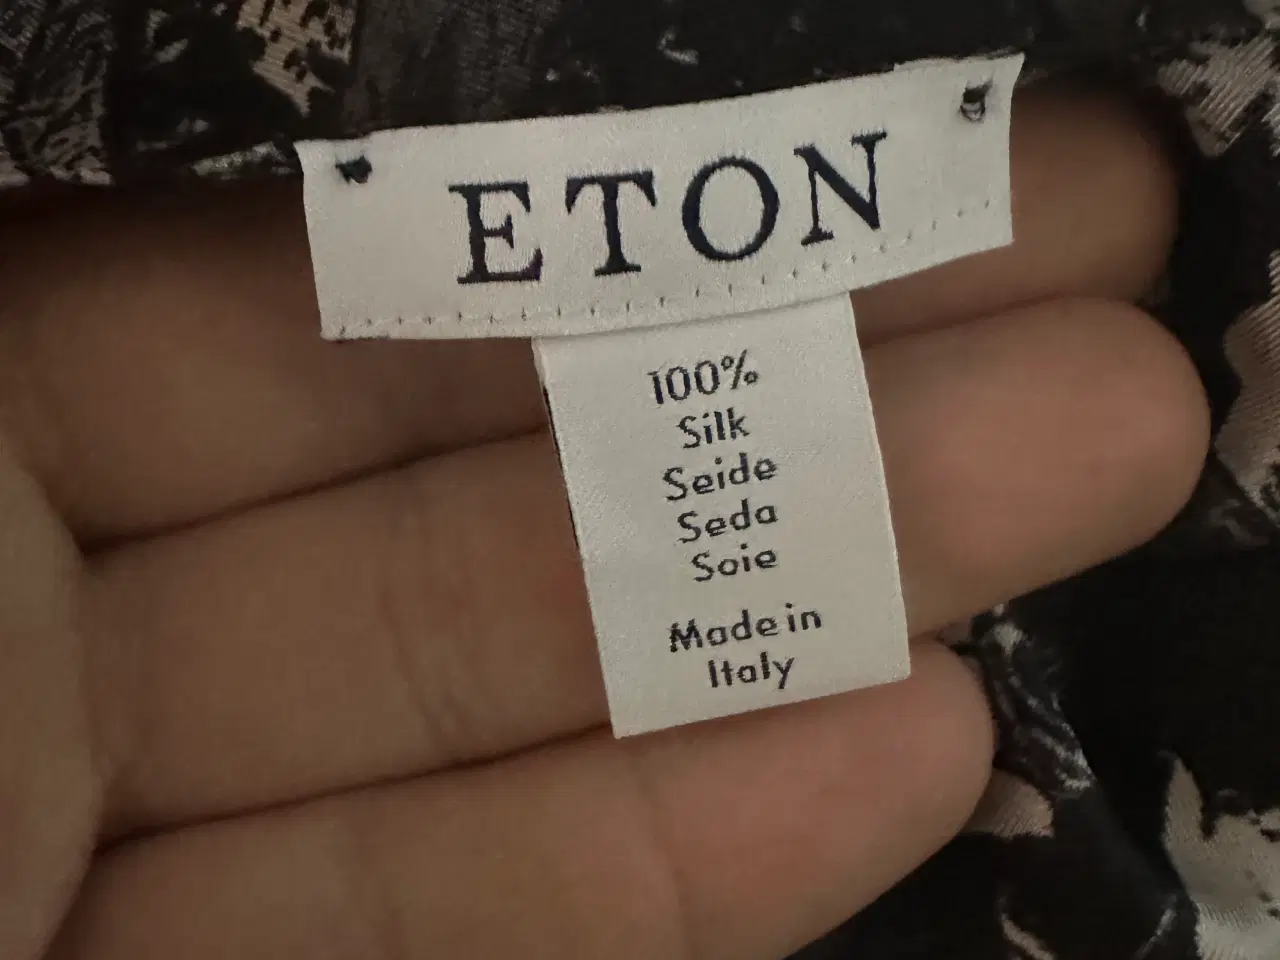 ETON
100%
Silk
Seide
Seda
Soie
Made in
Italy